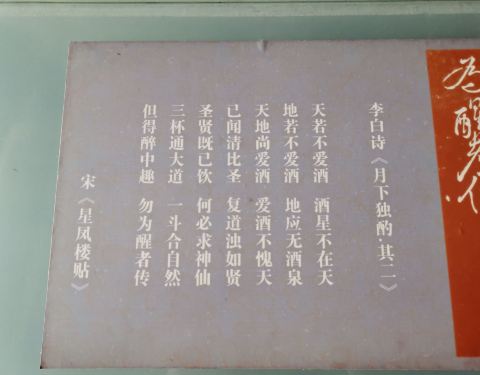 李白诗《月下独酌·其二》
天若不爱酒 酒星不在天
地若不爱酒 地应无酒泉
天地尚爱酒 爱酒不愧天
已闻清比圣 复道浊如贤
圣贤既已饮 何必求神仙
三杯通大道 一斗合自然
但得醉中趣 勿为醒者传
宋《星凤楼贴》